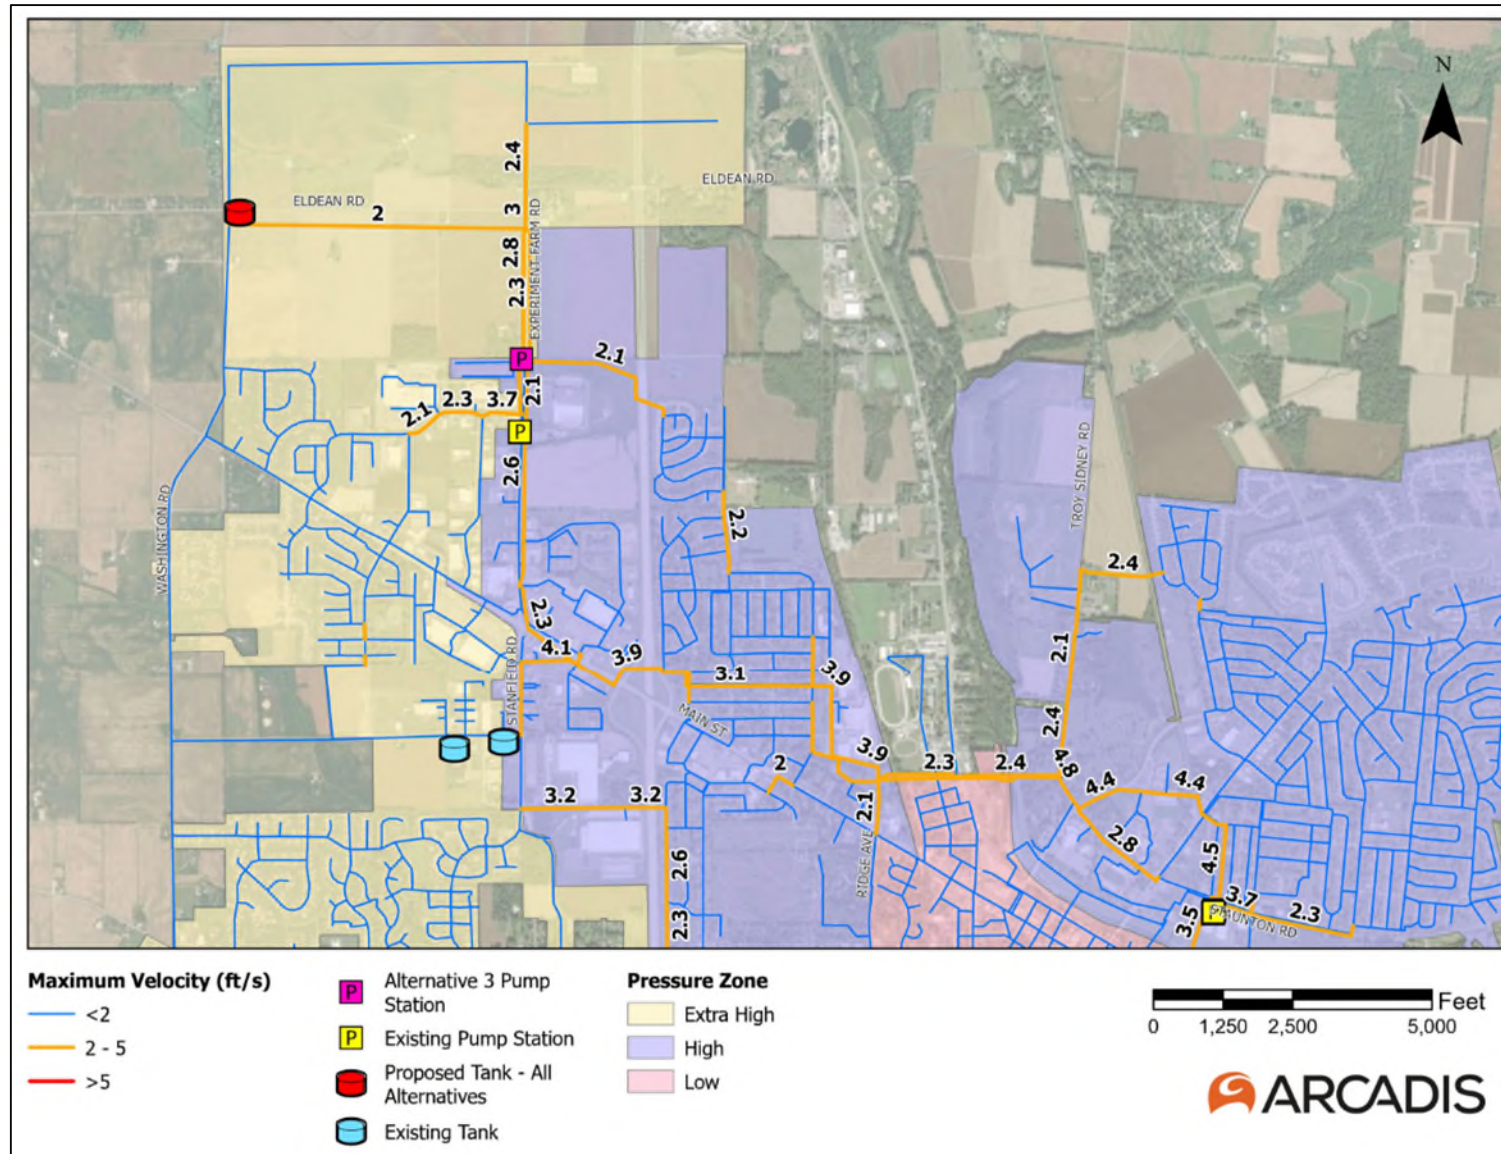 N
2.4
ELDEAN RD
ELDEAN RD
2
3
EXPERIMENT FARM RD
2.8
2.3
P
2.1
2.1
2.1
2.3
3.7
P
2.6
2.2
WASHINGTON RD
TROY SIDNEY RD
2.4
2.3
STANFIELD RD
4.1
3.9
3.1
3.9
2.1
MAIN ST
2.4
3.9
2
2.3
2.4
4.8
4.4
4.4
3.2
3.2
2.1
RIDGE AVE
2.8
4.5
2.6
2.3
3.7
2.3
P
STAUNTON RD
3.5
Maximum Velocity (ft/s)
<2
2 - 5
>5
P
Alternative 3 Pump
Station
P
Existing Pump Station
Proposed Tank - All
Alternatives
Existing Tank
Pressure Zone
Extra High
High
Low
Feet
0 1,250 2,500 5,000
ARCADIS